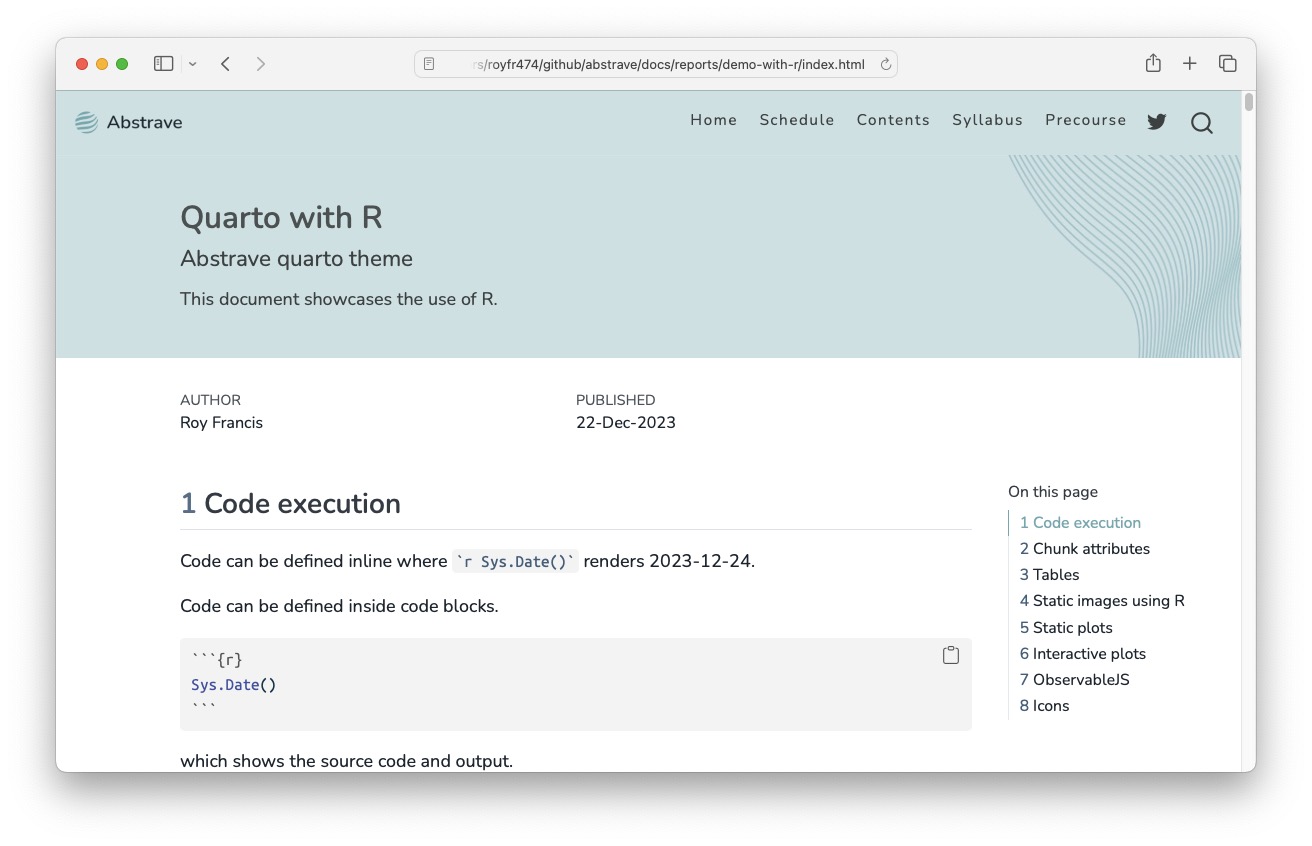 rs/royfr474/github/abstrave/docs/reports/demo-with-r/index.html
Abstrave
Home Schedule Contents Syllabus Precourse
Quarto with R
Abstrave quarto theme
This document showcases the use of R.
AUTHOR PUBLISHED
Roy Francis 22-Dec-2023
1 Code execution
Code can be defined inline where `r Sys.Date()` renders 2023-12-24.
Code can be defined inside code blocks.
```{r}
Sys.Date()
```
which shows the source code and output.
On this page
1 Code execution
2 Chunk attributes
3 Tables
4 Static images using R
5 Static plots
6 Interactive plots
7 ObservableJS
8 Icons